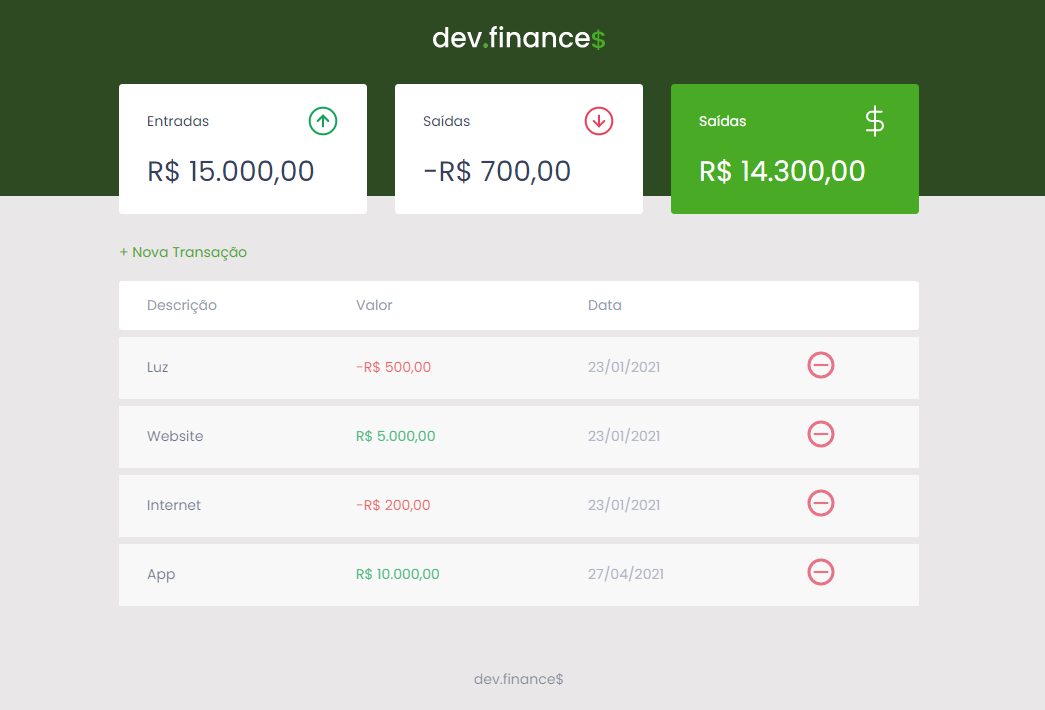 dev.finance$
Entradas
R$ 15.000,00
Saídas
-R$ 700,00
Saídas
R$ 14.300,00
+ Nova Transação
Descrição Valor Data
Luz -R$ 500,00 23/01/2021
Website R$ 5.000,00 23/01/2021
Internet -R$ 200,00 23/01/2021
App R$ 10.000,00 27/04/2021
dev.finance$